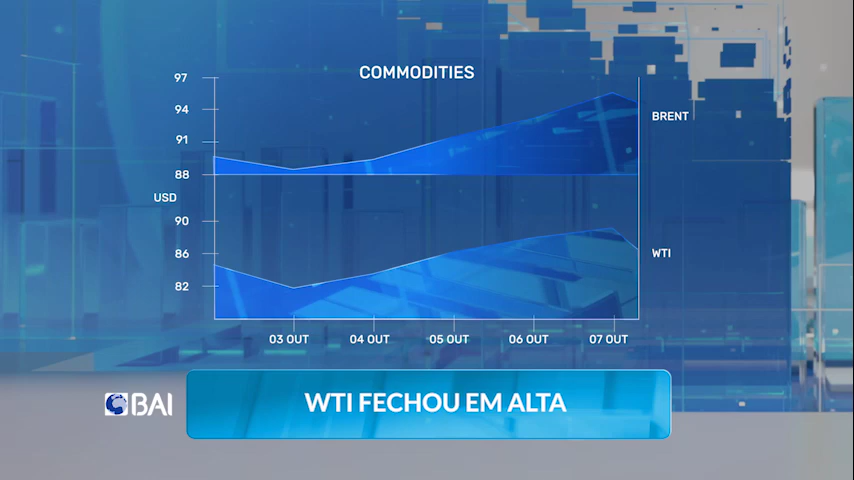 COMMODITIES
97
94
91
88
BRENT
USD
90
86
82
WTI
03 OUT 04 OUT 05 OUT 06 OUT 07 OUT
BAI
WTI FECHOU EM ALTA